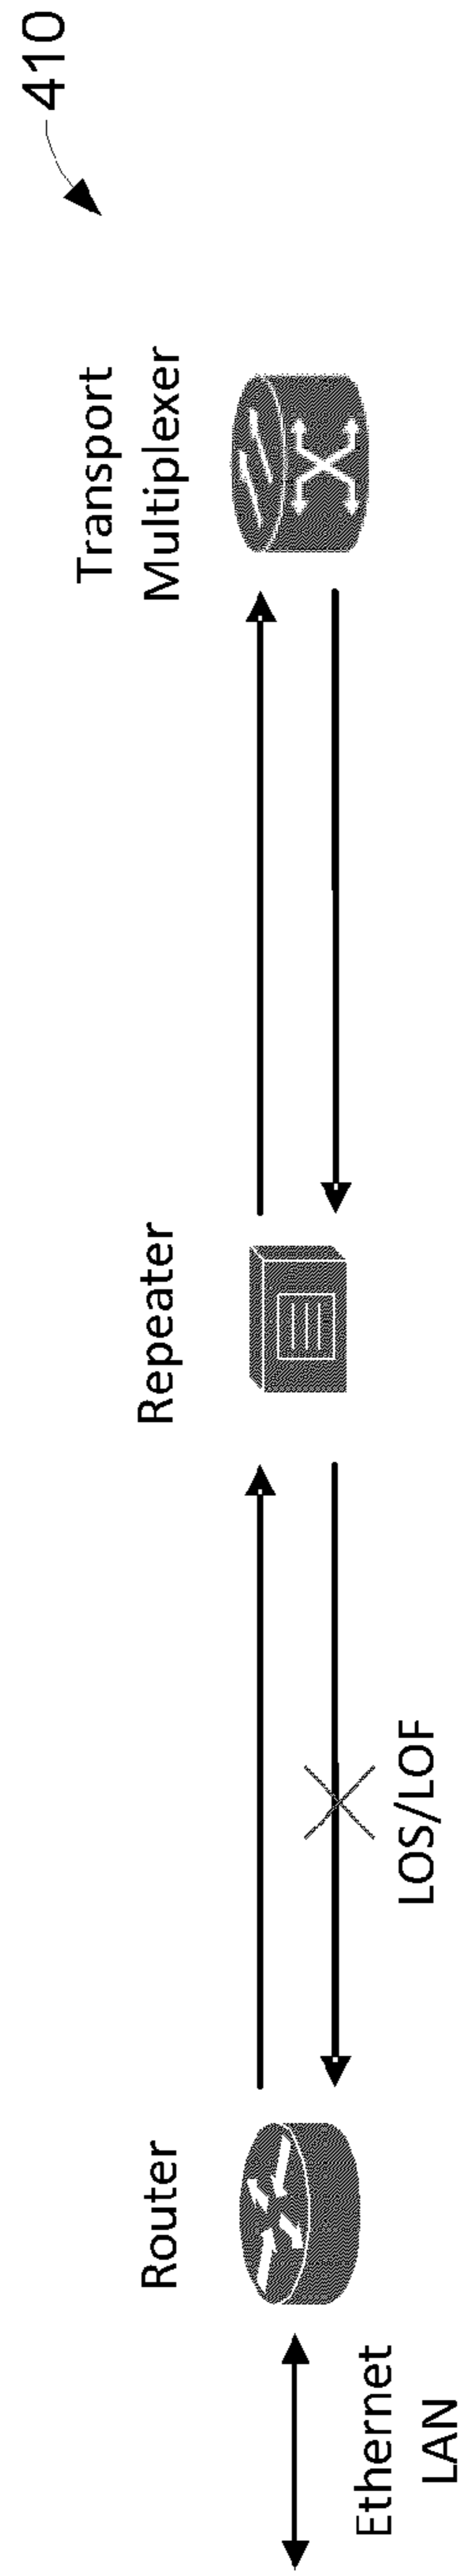 410
Transport
Multiplexer
Repeater
LOS/LOF
Router
Ethernet
LAN